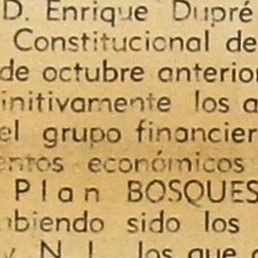 D. Enrique Dupré
Constitucional de
de octubre anterior
initivamente los a
el grupo financier
entos económicos
Plan BOSQUES
biendo sido los
y N. I. los que